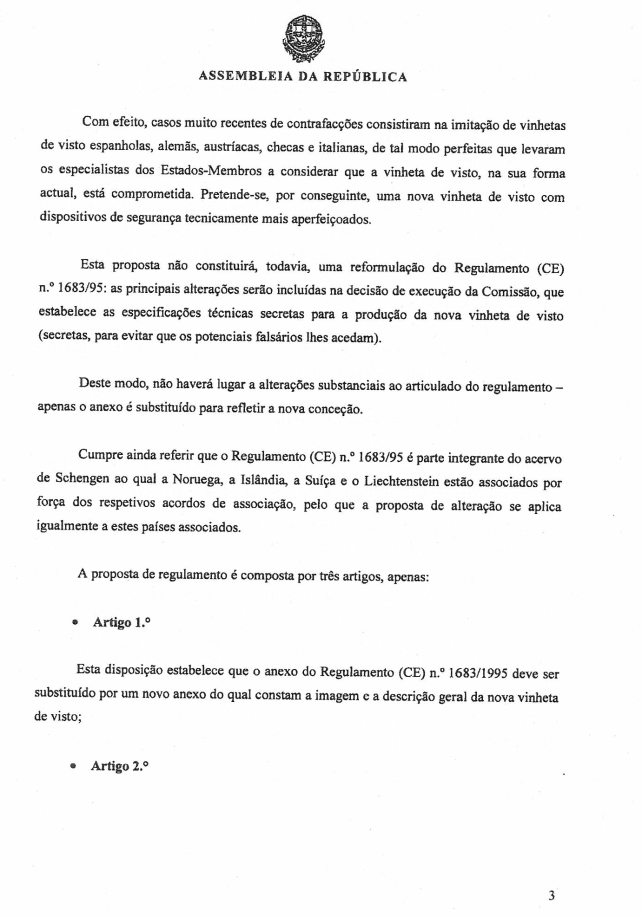 ASSEMBLEIA DA REPÚBLICA
Com efeito, casos muito recentes de contrafacções consistiram na imitação de vinhetas
de visto espanholas, alemãs, austríacas, checas e italianas, de tal modo perfeitas que levaram
os especialistas dos Estados-Membros a considerar que a vinheta de visto, na sua forma
actual, está comprometida. Pretende-se, por conseguinte, uma nova vinheta de visto com
dispositivos de segurança tecnicamente mais aperfeiçoados.
Esta proposta não constituirá, todavia, uma reformulação do Regulamento (CE)
n.º 1683/95: as principais alterações serão incluídas na decisão de execução da Comissão, que
estabelece as especificações técnicas secretas para a produção da nova vinheta de visto
(secretas, para evitar que os potenciais falsários lhes acedam).
Deste modo, não haverá lugar a alterações substanciais ao articulado do regulamento –
apenas o anexo é substituído para refletir a nova conceção.
Cumpre ainda referir que o Regulamento (CE) n.º 1683/95 é parte integrante do acervo
de Schengen ao qual a Noruega, a Islândia, a Suíça e o Liechtenstein estão associados por
força dos respetivos acordos de associação, pelo que a proposta de alteração se aplica
igualmente a estes países associados.
A proposta de regulamento é composta por três artigos, apenas:
• Artigo 1.º
Esta disposição estabelece que o anexo do Regulamento (CE) n.º 1683/1995 deve ser
substituído por um novo anexo do qual constam a imagem e a descrição geral da nova vinheta
de visto;
• Artigo 2.º
3